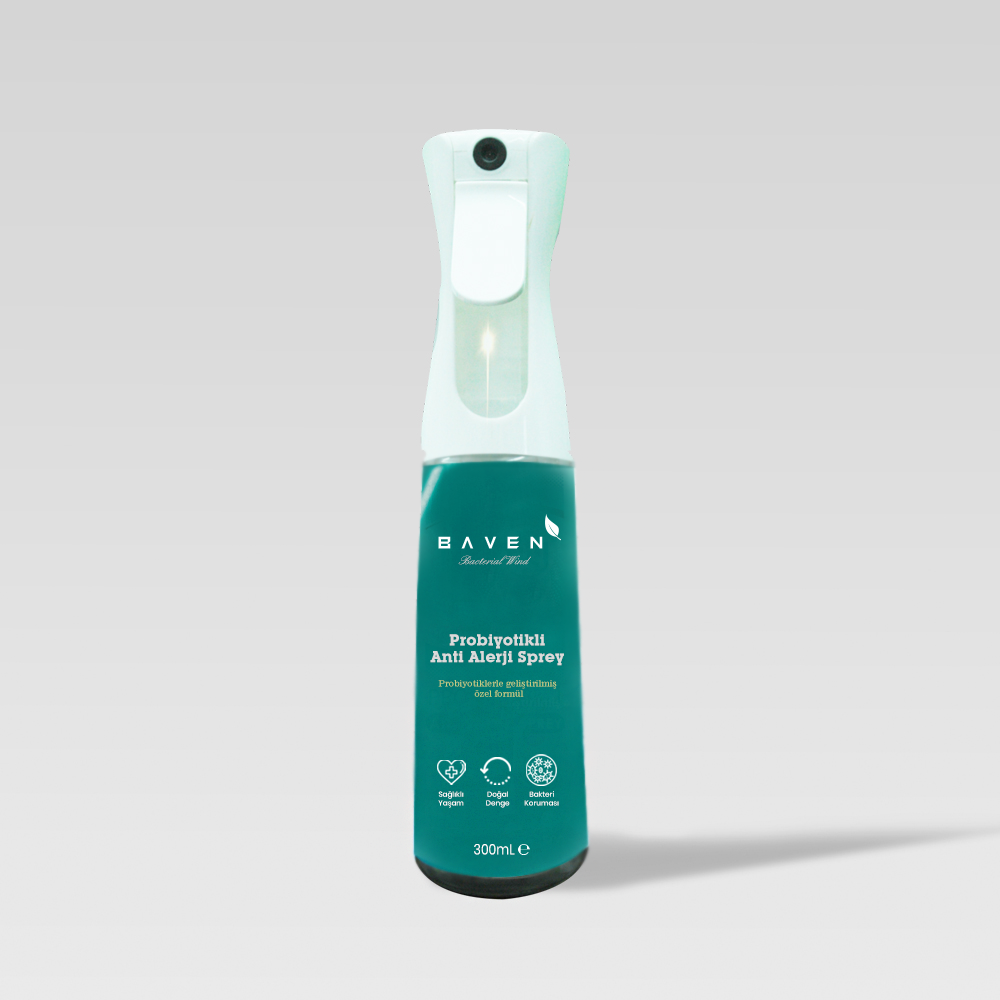 BAVEN
Bacterial Wind
Probiyotikli
Anti Alerji Sprey
Probiyotiklerle geliştirilmiş
özel formül
Sağlıklı
Yaşam
Doğal
Denge
Bakteri
Koruması
300mL ℮